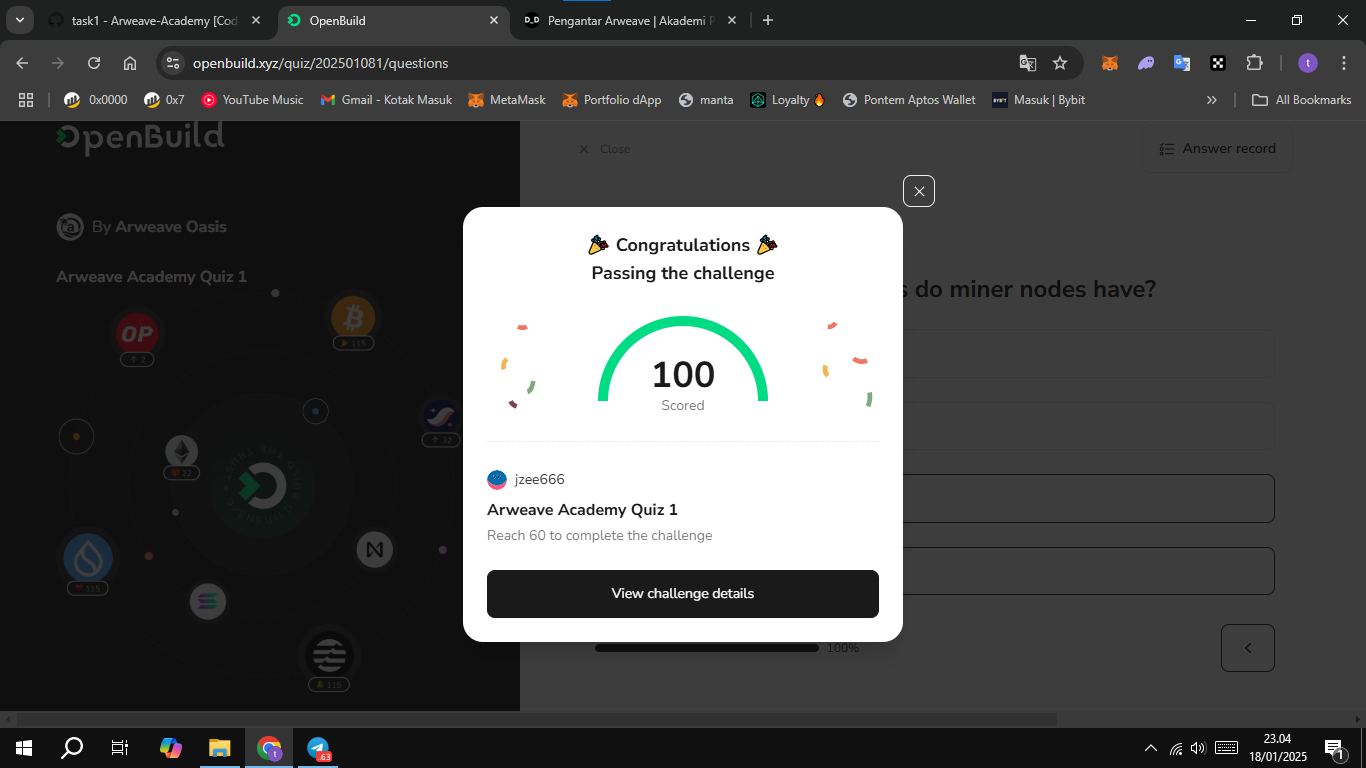 task1 - Arweave-Academy [Cod
OpenBuild
Pengantar Arweave | Akademi P
openbuild.xyz/quiz/202501081/questions
t
0x0000
0x7
YouTube Music
Gmail - Kotak Masuk
MetaMask
Portfolio dApp
manta
Loyalty🔥
Pontem Aptos Wallet
Masuk | Bybit
All Bookmarks
OpenBuild
Close
Answer record
By Arweave Oasis
Arweave Academy Quiz 1
OP
2
115
22
32
115
115
s do miner nodes have?
🎉 Congratulations 🎉
Passing the challenge
100
Scored
jzee666
Arweave Academy Quiz 1
Reach 60 to complete the challenge
View challenge details
100%
63
23.04
18/01/2025
1